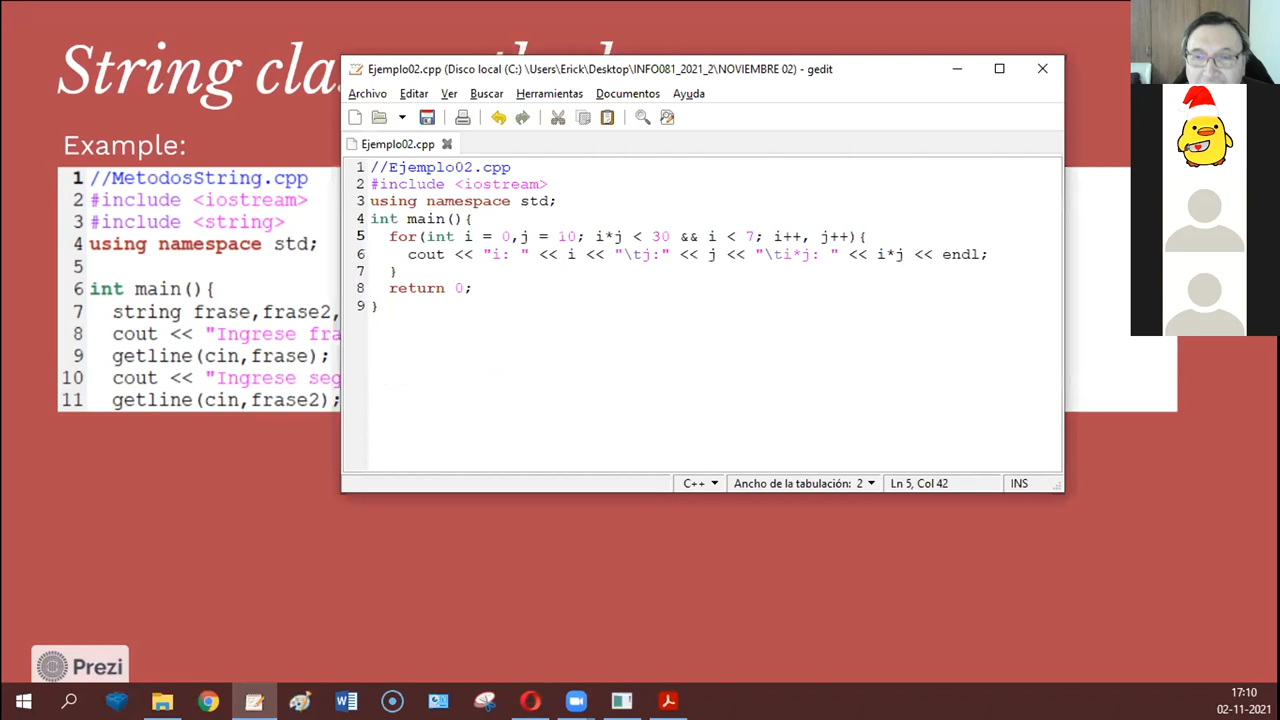 String cla
Example:
1 //MetodosString.cpp
2 #include <iostream>
3 #include <string>
4 using namespace std;
5
6 int main(){
7 string frase,frase2,
8 cout << "Ingrese fra
9 getline(cin,frase);
10 cout << "Ingrese seg
11 getline(cin,frase2);
Ejemplo02.cpp (Disco local (C:) \Users\Erick\Desktop\INFO081_2021_2\NOVIEMBRE 02) - gedit
Archivo Editar Ver Buscar Herramientas Documentos Ayuda
Ejemplo02.cpp
1 //Ejemplo02.cpp
2 #include <iostream>
3 using namespace std;
4 int main(){
5 for(int i = 0,j = 10; i*j < 30 && i < 7; i++, j++){
6 cout << "i: " << i << "\tj:" << j << "\ti*j: " << i*j << endl;
7 }
8 return 0;
9 }
C++ Ancho de la tabulación: 2 Ln 5, Col 42 INS
Prezi
17:10
02-11-2021